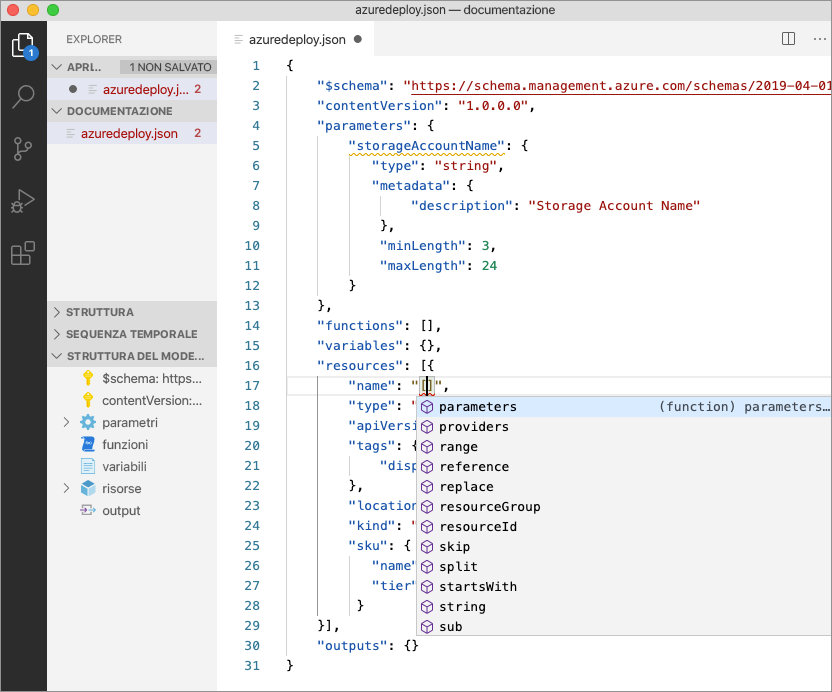 azuredeploy.json — documentazione
1
EXPLORER
APRI.. 1 NON SALVATO
azuredeploy.j... 2
DOCUMENTAZIONE
azuredeploy.json 2
STRUTTURA
SEQUENZA TEMPORALE
STRUTTURA DEL MODE...
$schema: https...
contentVersion:...
parametri
funzioni
variabili
risorse
output
azuredeploy.json
1 {
2 "$schema": "https://schema.management.azure.com/schemas/2019-04-01
3 "contentVersion": "1.0.0.0",
4 "parameters": {
5 "storageAccountName": {
6 "type": "string",
7 "metadata": {
8 "description": "Storage Account Name"
9 },
10 "minLength": 3,
11 "maxLength": 24
12 }
13 },
14 "functions": [],
15 "variables": {},
16 "resources": [{
17 "name": "[]",
18 "type": "
19 "apiVersi
20 "tags": {
21 "disp
22 },
23 "location
24 "kind": "
25 "sku": {
26 "name"
27 "tier"
28 }
29 }],
30 "outputs": {}
31 }
parameters (function) parameters…
providers
range
reference
replace
resourceGroup
resourceId
skip
split
startsWith
string
sub